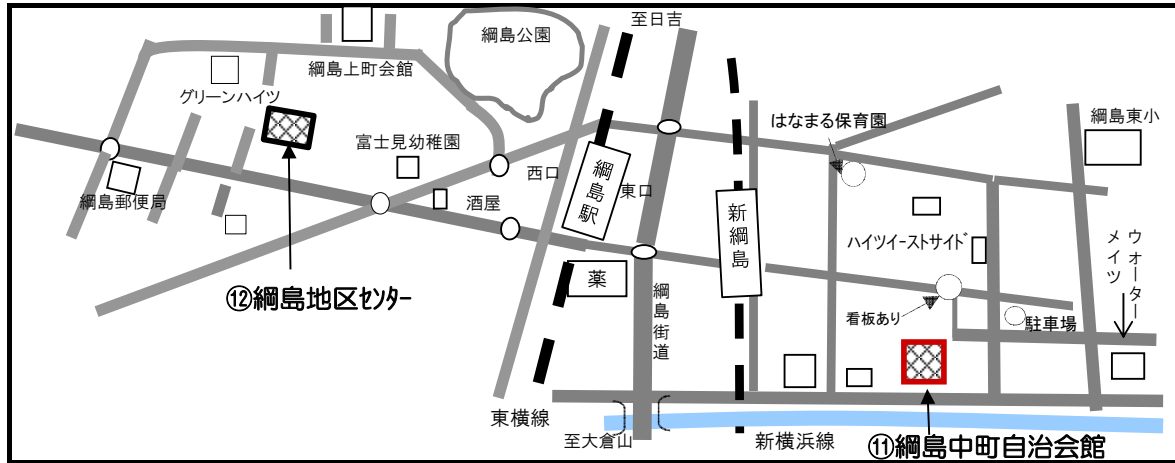 至日吉
綱島公園
綱島上町会館
グリーンハイツ
はなまる保育園
綱島東小
富士見幼稚園
西口
綱島駅
東口
新綱島
綱島郵便局
酒屋
ハイツイーストサイド
ウォーター
メイツ
薬
綱島街道
⑫綱島地区センター
看板あり
駐車場
東横線
至大倉山
新横浜線
⑪綱島中町自治会館